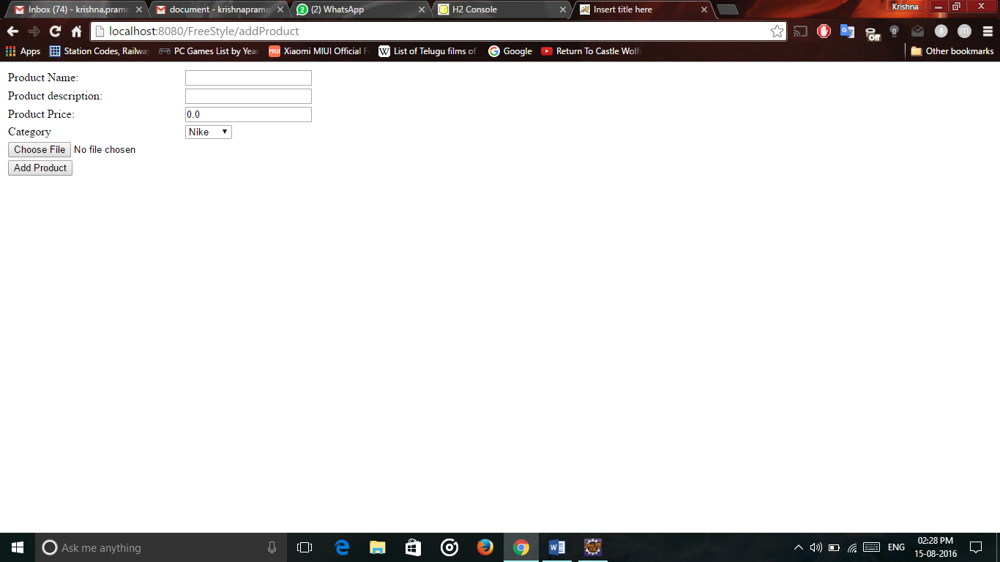 Inbox (74) - krishna.pramo
document - krishnapramo
(2) WhatsApp
H2 Console
Insert title here
Krishna
localhost:8080/FreeStyle/addProduct
Off
0
m
Apps
Station Codes, Railwa
PC Games List by Year
MIUI
Xiaomi MIUI Official F
W
List of Telugu films of
Google
Return To Castle Wolf
Other bookmarks
Product Name:
Product description:
Product Price:
0.0
Category
Nike
Choose File No file chosen
Add Product
Ask me anything
ENG
02:28 PM
15-08-2016